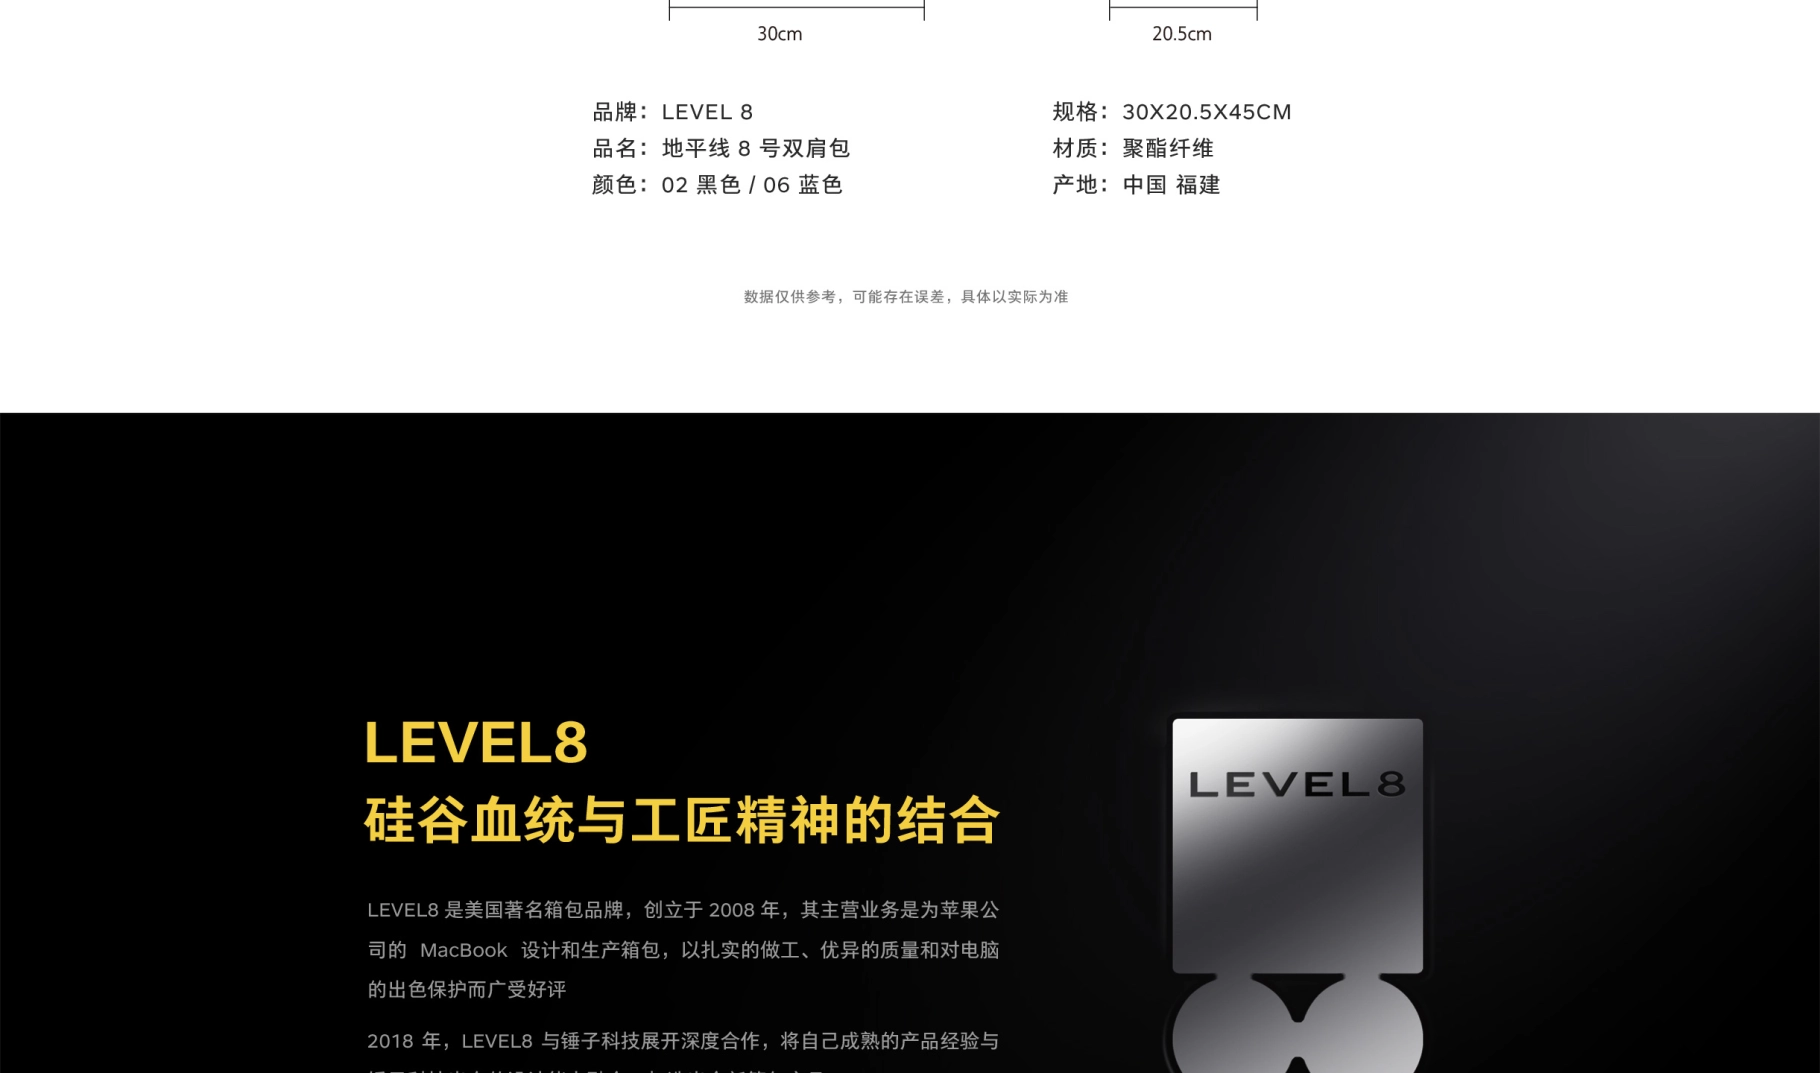 30cm
20.5cm
品牌：LEVEL 8
品名：地平线 8 号双肩包
颜色：02 黑色 / 06 蓝色
规格：30X20.5X45CM
材质：聚酯纤维
产地：中国 福建
数据仅供参考，可能存在误差，具体以实际为准
LEVEL8
硅谷血统与工匠精神的结合
LEVEL8 是美国著名箱包品牌，创立于 2008 年，其主营业务是为苹果公
司的 MacBook 设计和生产箱包，以扎实的做工、优异的质量和对电脑
的出色保护而广受好评
2018 年，LEVEL8 与锤子科技展开深度合作，将自己成熟的产品经验与
LEVEL8